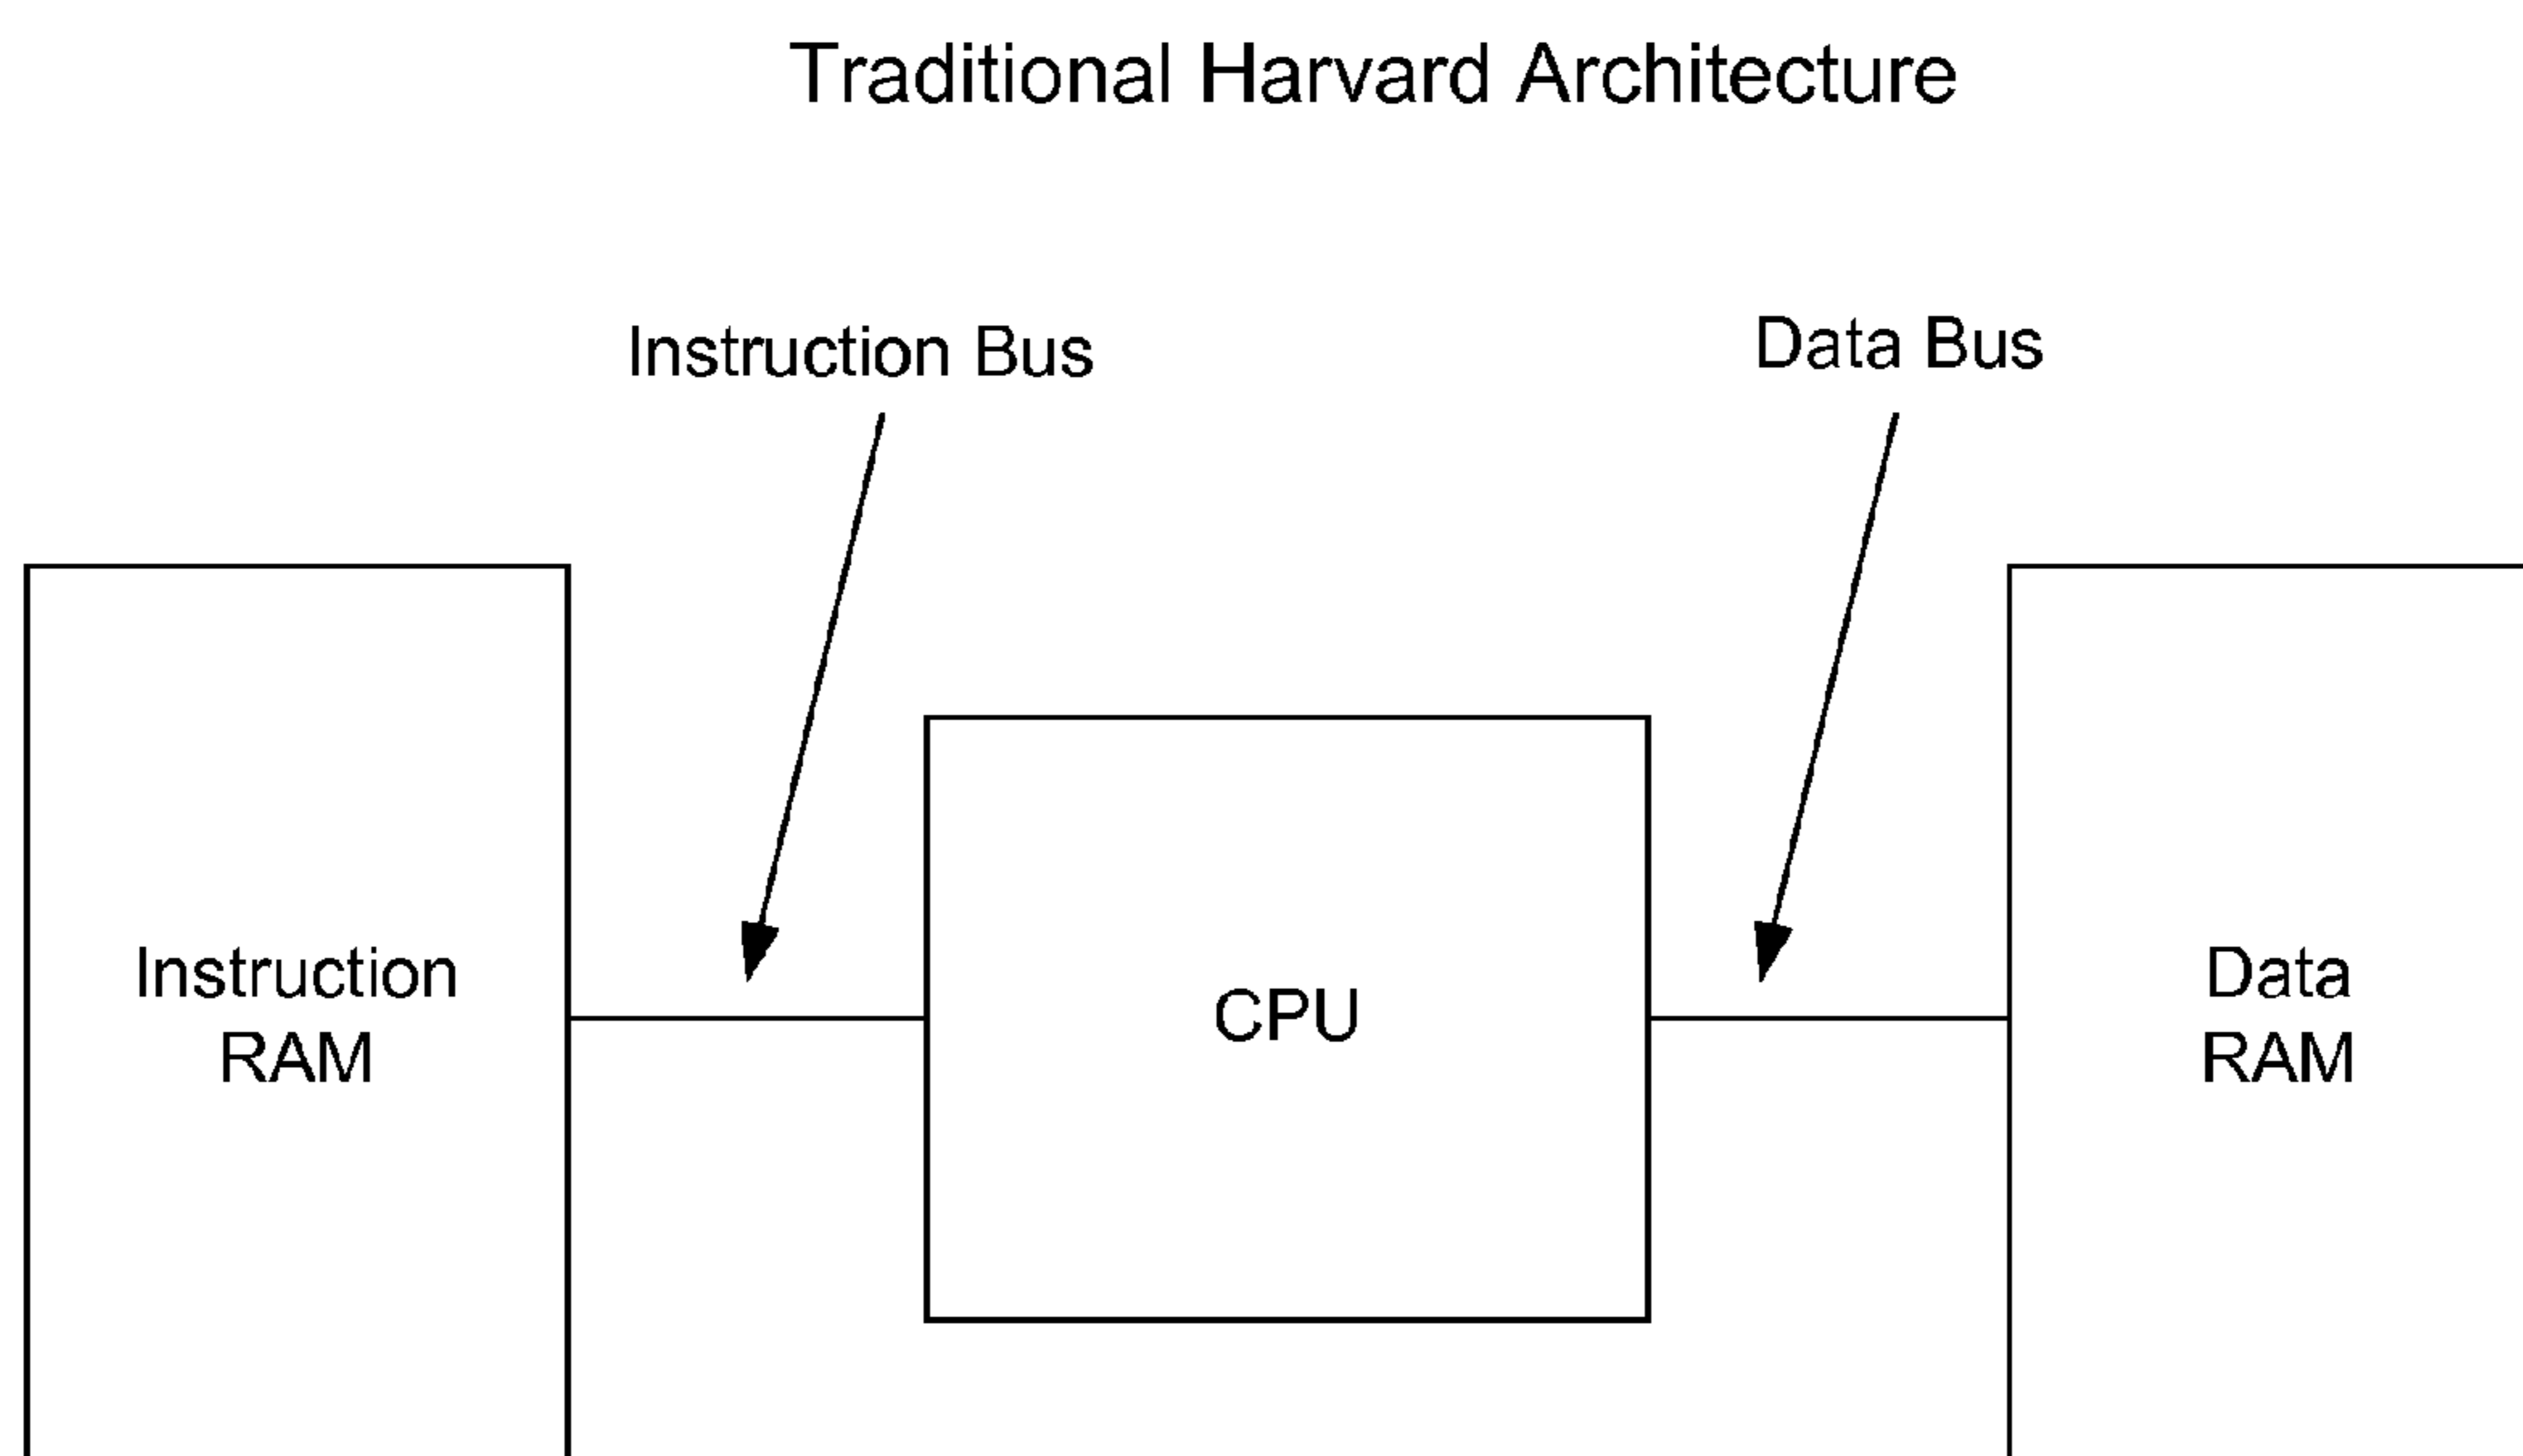 Traditional Harvard Architecture
Instruction Bus
Data Bus
Instruction
RAM
CPU
Data
RAM